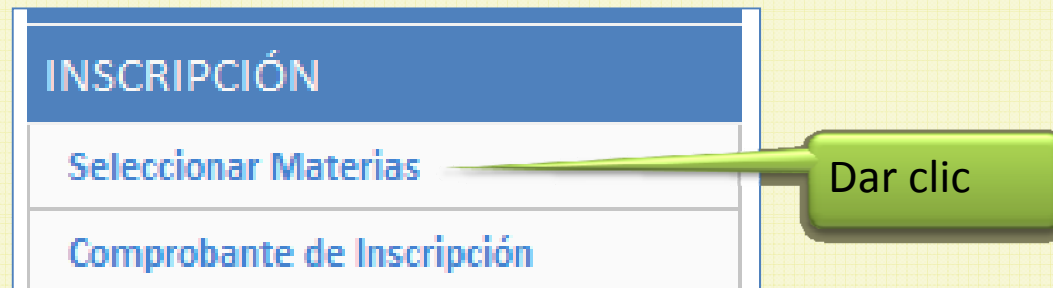 INSCRIPCIÓN
Seleccionar Materias
Dar clic
Comprobante de Inscripción